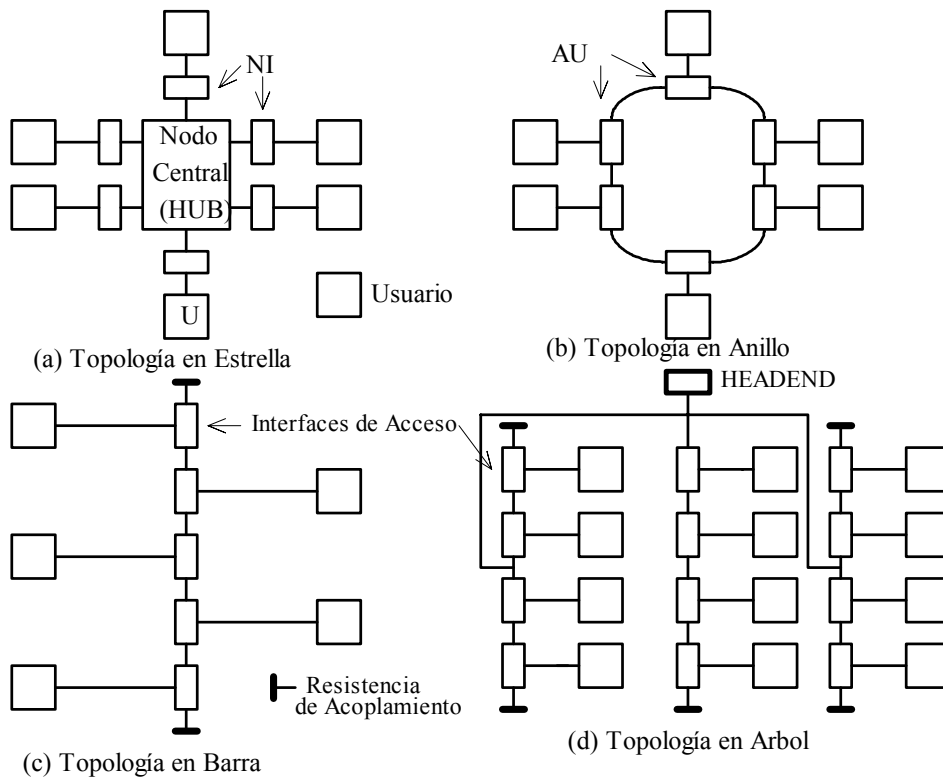 NI
Nodo
Central
(HUB)
U
Usuario
(a) Topología en Estrella
AU
(b) Topología en Anillo
HEADEND
Interfaces de Acceso
Resistencia
de Acoplamiento
(c) Topología en Barra
(d) Topología en Arbol